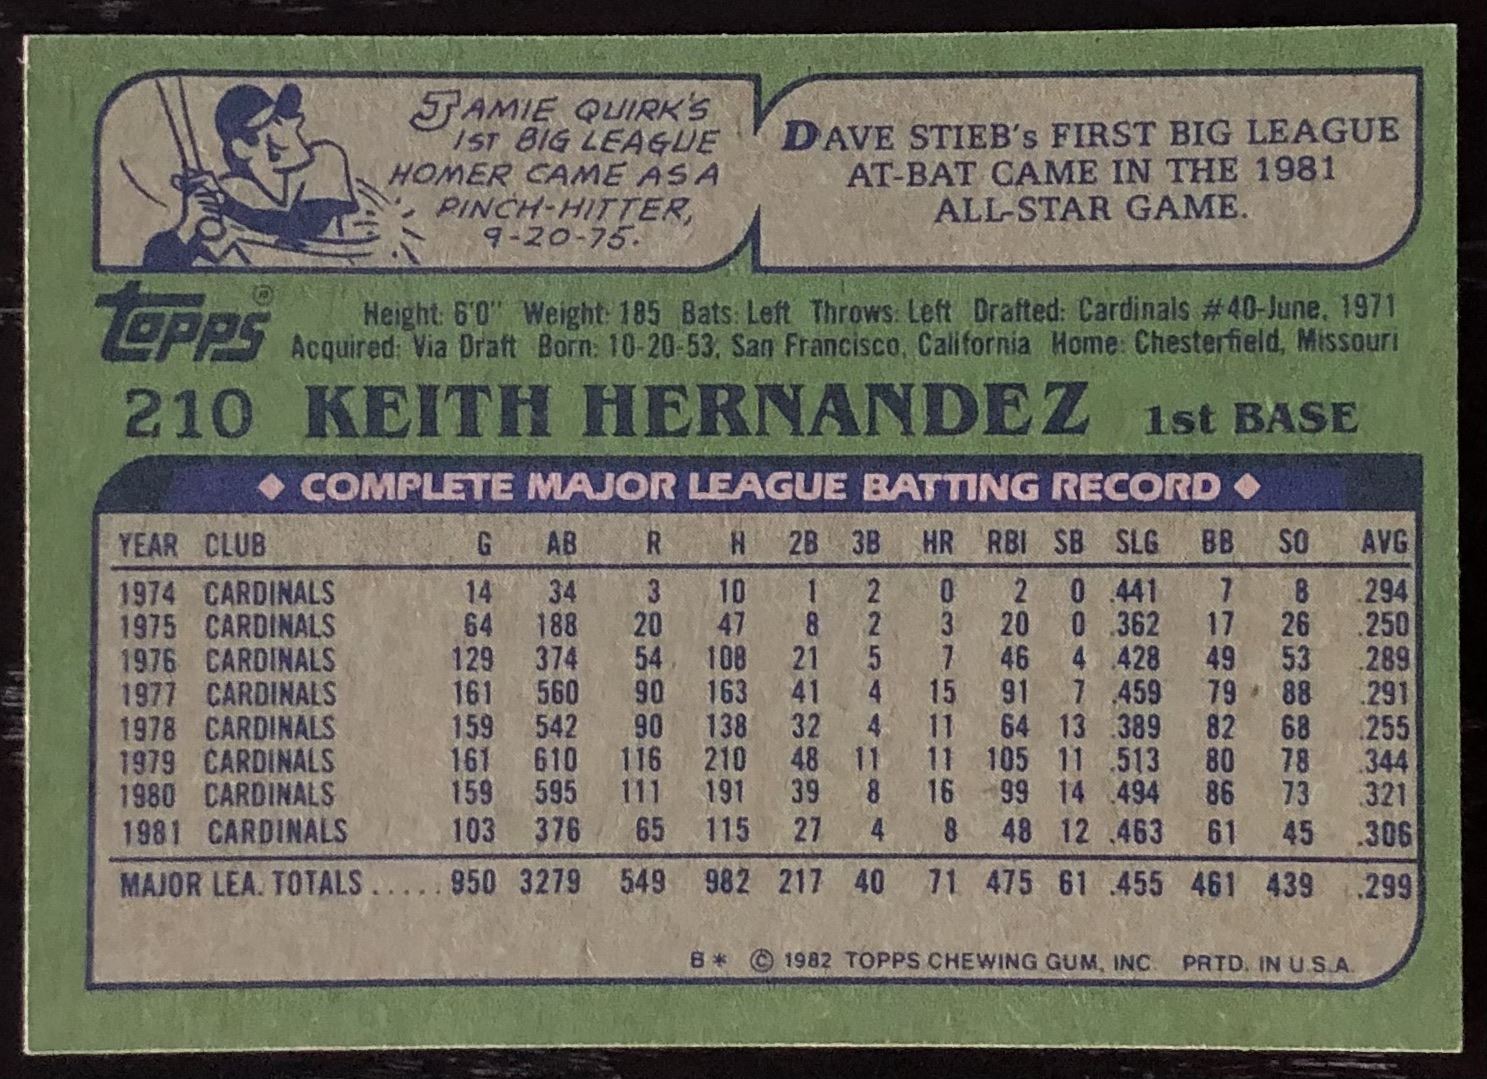 JAMIE QUIRK'S
1ST BIG LEAGUE
HOMER CAME AS A
PINCH-HITTER,
9-20-75.
DAVE STIEB'S FIRST BIG LEAGUE
AT-BAT CAME IN THE 1981
ALL-STAR GAME.
Topps®
Height: 6'0" Weight: 185 Bats: Left Throws: Left Drafted: Cardinals #40-June, 1971
Acquired: Via Draft Born: 10-20-53, San Francisco, California Home: Chesterfield, Missouri
210 KEITH HERNANDEZ 1st BASE
◆ COMPLETE MAJOR LEAGUE BATTING RECORD ◆
YEAR CLUB G AB R H 2B 3B HR RBI SB SLG BB SO AVG
1974 CARDINALS 14 34 3 10 1 2 0 2 0 .441 7 8 .294
1975 CARDINALS 64 188 20 47 8 2 3 20 0 .362 17 26 .250
1976 CARDINALS 129 374 54 108 21 5 7 46 4 .428 49 53 .289
1977 CARDINALS 161 560 90 163 41 4 15 91 7 .459 79 88 .291
1978 CARDINALS 159 542 90 138 32 4 11 64 13 .389 82 68 .255
1979 CARDINALS 161 610 116 210 48 11 11 105 11 .513 80 78 .344
1980 CARDINALS 159 595 111 191 39 8 16 99 14 .494 86 73 .321
1981 CARDINALS 103 376 65 115 27 4 8 48 12 .463 61 45 .306
MAJOR LEA. TOTALS ..... 950 3279 549 982 217 40 71 475 61 .455 461 439 .299
B* © 1982 TOPPS CHEWING GUM, INC. PRTD. IN U.S.A.